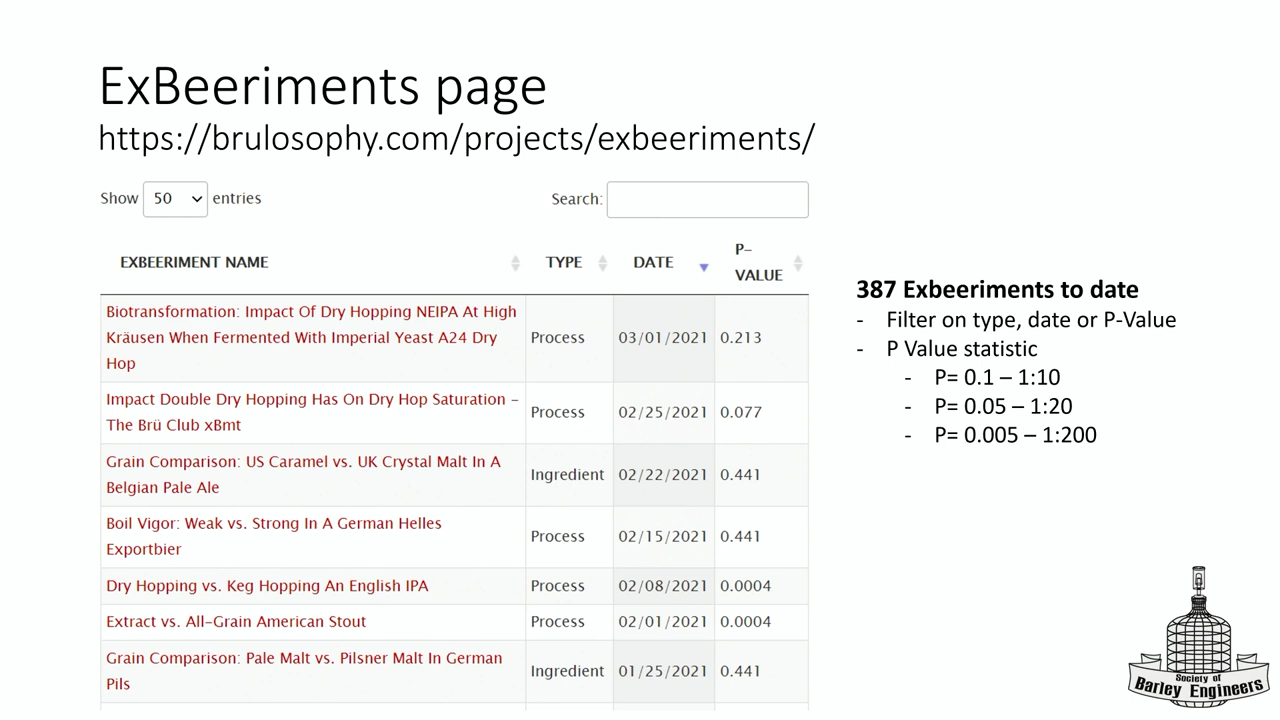 ExBeeriments page
https://brulosophy.com/projects/exbeeriments/
Show 50 entries
Search:
EXBEERIMENT NAME TYPE DATE P-VALUE
Biotransformation: Impact Of Dry Hopping NEIPA At High
Kräusen When Fermented With Imperial Yeast A24 Dry
Hop
Process 03/01/2021 0.213
Impact Double Dry Hopping Has On Dry Hop Saturation –
The Brü Club xBmt
Process 02/25/2021 0.077
Grain Comparison: US Caramel vs. UK Crystal Malt In A
Belgian Pale Ale
Ingredient 02/22/2021 0.441
Boil Vigor: Weak vs. Strong In A German Helles
Exportbier
Process 02/15/2021 0.441
Dry Hopping vs. Keg Hopping An English IPA Process 02/08/2021 0.0004
Extract vs. All-Grain American Stout Process 02/01/2021 0.0004
Grain Comparison: Pale Malt vs. Pilsner Malt In German
Pils
Ingredient 01/25/2021 0.441
387 Exbeeriments to date
- Filter on type, date or P-Value
- P Value statistic
- P= 0.1 – 1:10
- P= 0.05 – 1:20
- P= 0.005 – 1:200
Society of
Barley Engineers